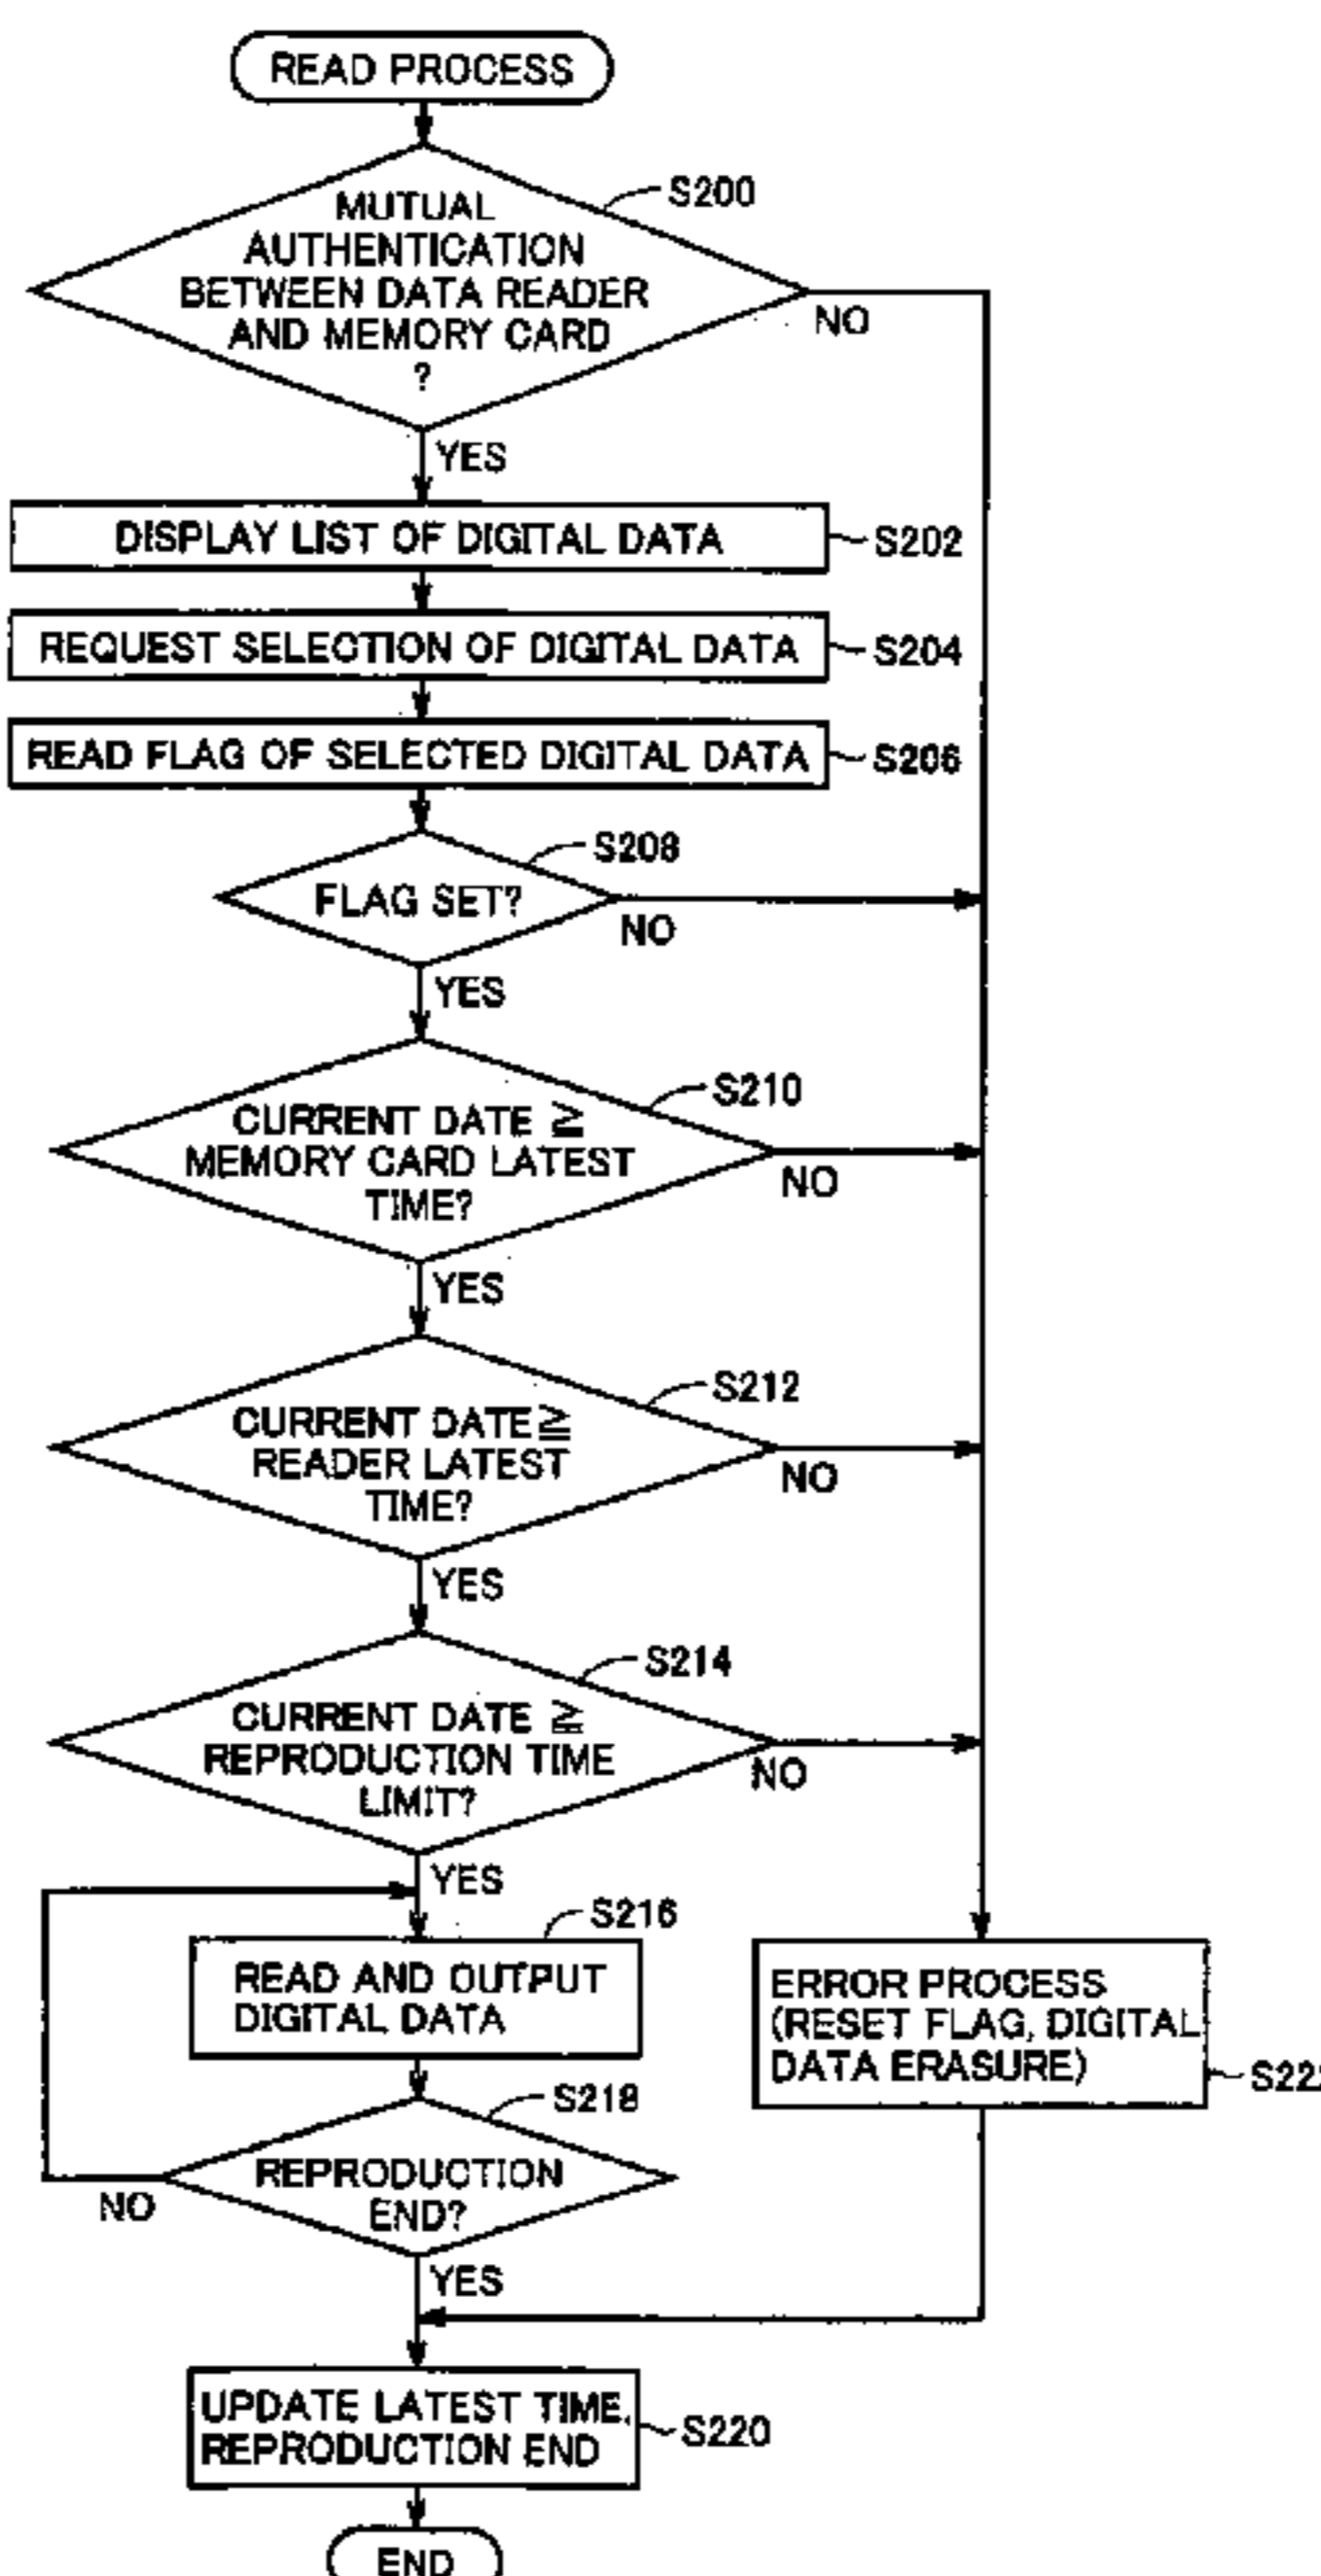 READ PROCESS
S200
MUTUAL
AUTHENTICATION
BETWEEN DATA READER
AND MEMORY CARD
?
NO
YES
DISPLAY LIST OF DIGITAL DATA
S202
REQUEST SELECTION OF DIGITAL DATA
S204
READ FLAG OF SELECTED DIGITAL DATA
S206
S208
FLAG SET?
NO
YES
S210
CURRENT DATE ≧
MEMORY CARD LATEST
TIME?
NO
YES
S212
CURRENT DATE≧
READER LATEST
TIME?
NO
YES
S214
CURRENT DATE ≧
REPRODUCTION TIME
LIMIT?
NO
YES
S216
READ AND OUTPUT
DIGITAL DATA
ERROR PROCESS
(RESET FLAG, DIGITAL
DATA ERASURE)
S218
REPRODUCTION
END?
NO
YES
UPDATE LATEST TIME,
REPRODUCTION END
S220
END